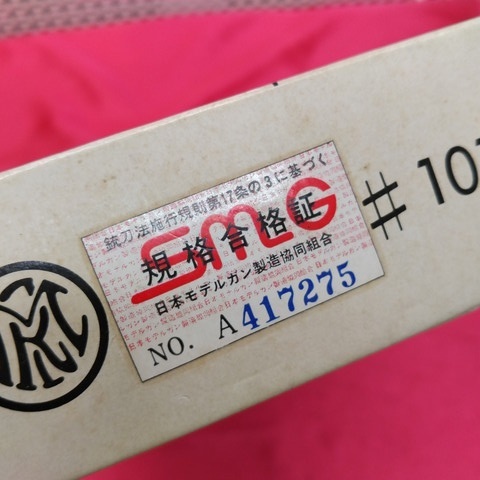 銃刀法施行規則第17条の3に基づく
SMG
規格合格証
日本モデルガン製造協同組合
NO. A417275
# 10